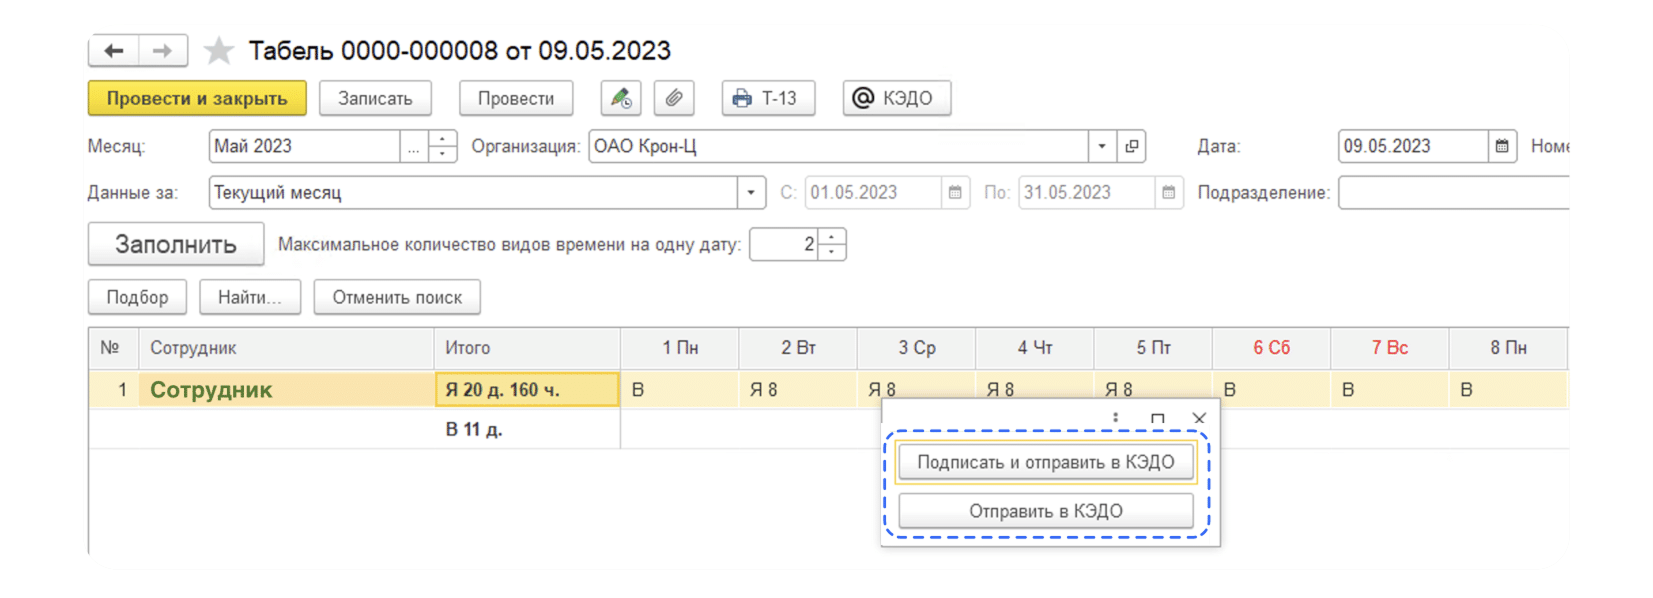 Табель 0000-000008 от 09.05.2023
Провести и закрыть Записать Провести Т-13 КЭДО
Месяц: Май 2023 ... Организация: ОАО Крон-Ц Дата: 09.05.2023 Номе
Данные за: Текущий месяц С: 01.05.2023 По: 31.05.2023 Подразделение:
Заполнить Максимальное количество видов времени на одну дату: 2
Подбор Найти... Отменить поиск
№ Сотрудник Итого 1 Пн 2 Вт 3 Ср 4 Чт 5 Пт 6 Сб 7 Вс 8 Пн
1 Сотрудник Я 20 д. 160 ч. В Я 8 Я 8 Я 8 Я 8 В В В
В 11 д.
Подписать и отправить в КЭДО
Отправить в КЭДО